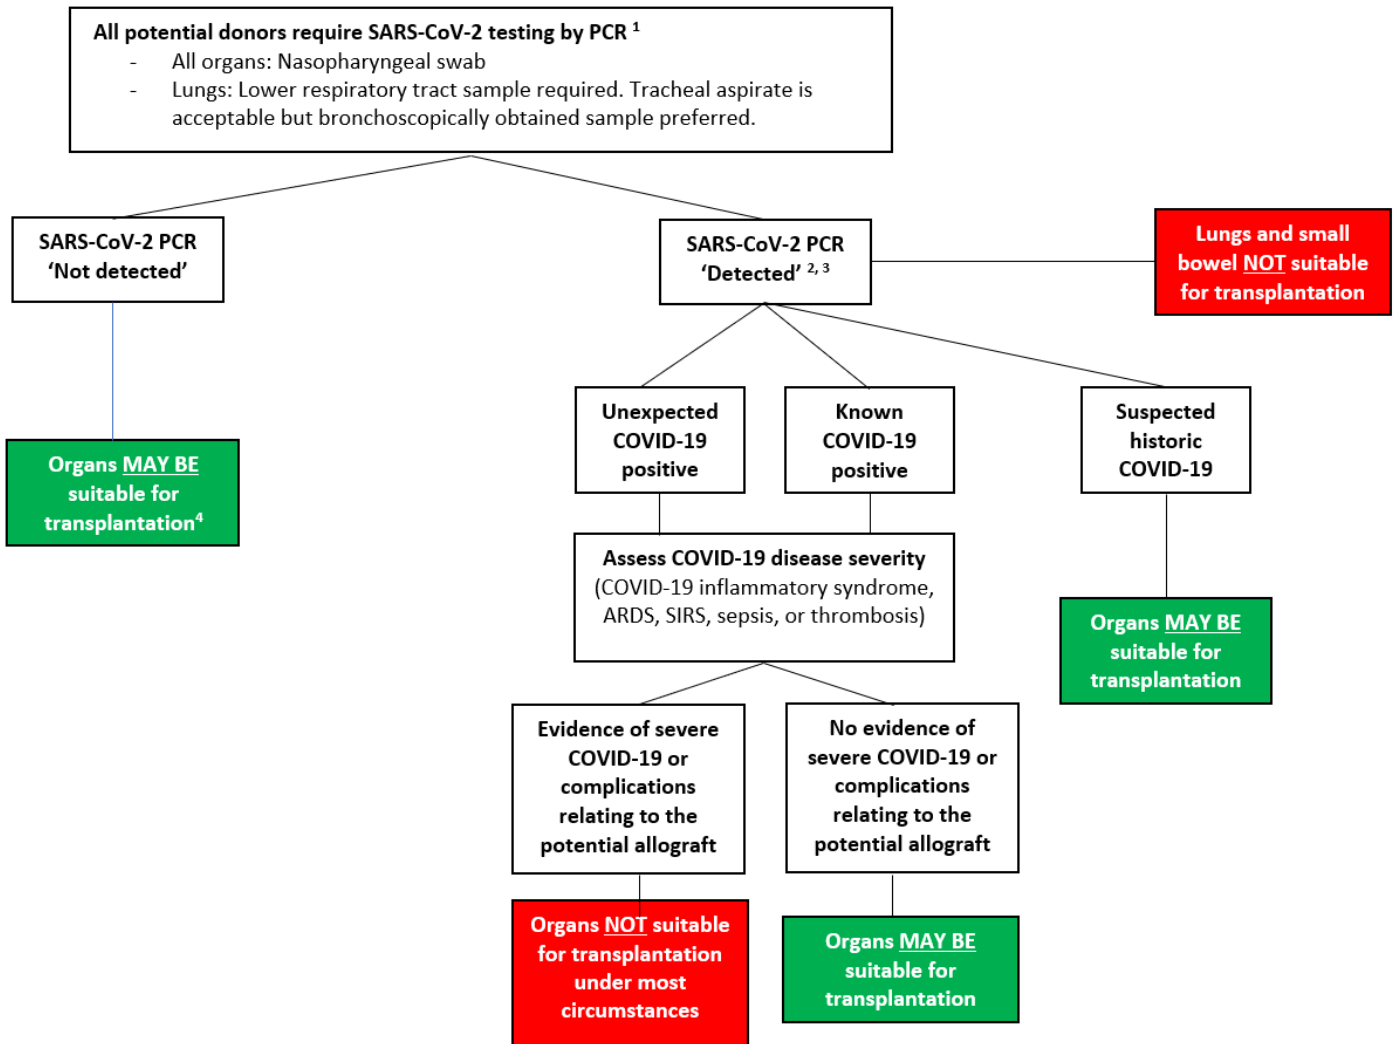 All potential donors require SARS-CoV-2 testing by PCR 1
- All organs: Nasopharyngeal swab
- Lungs: Lower respiratory tract sample required. Tracheal aspirate is
acceptable but bronchoscopically obtained sample preferred.
SARS-CoV-2 PCR
‘Not detected’
SARS-CoV-2 PCR
‘Detected’ 2, 3
Lungs and small
bowel NOT suitable
for transplantation
Organs MAY BE
suitable for
transplantation4
Unexpected
COVID-19
positive
Known
COVID-19
positive
Suspected
historic
COVID-19
Assess COVID-19 disease severity
(COVID-19 inflammatory syndrome,
ARDS, SIRS, sepsis, or thrombosis)
Organs MAY BE
suitable for
transplantation
Evidence of severe
COVID-19 or
complications
relating to the
potential allograft
No evidence of
severe COVID-19 or
complications
relating to the
potential allograft
Organs NOT suitable
for transplantation
under most
circumstances
Organs MAY BE
suitable for
transplantation